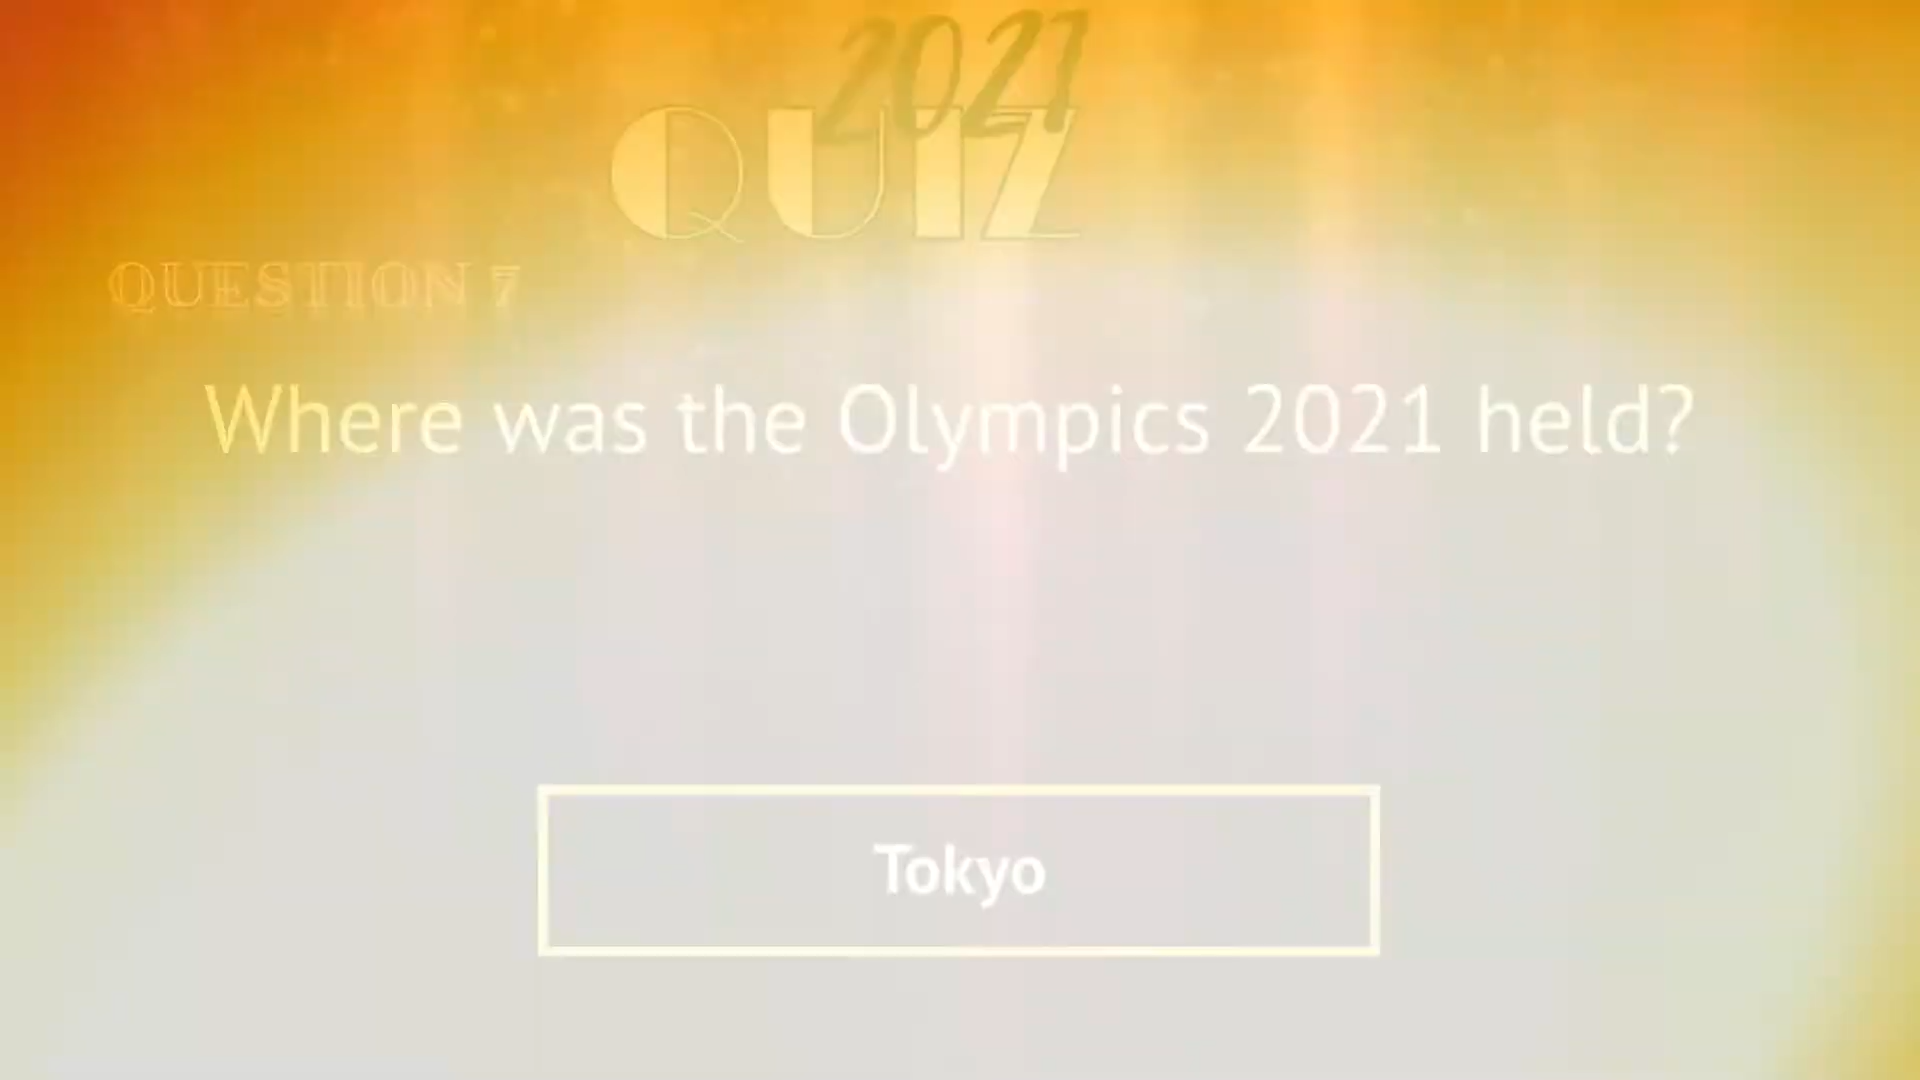 2021
QUIZ
QUESTION 7
Where was the Olympics 2021 held?
Tokyo